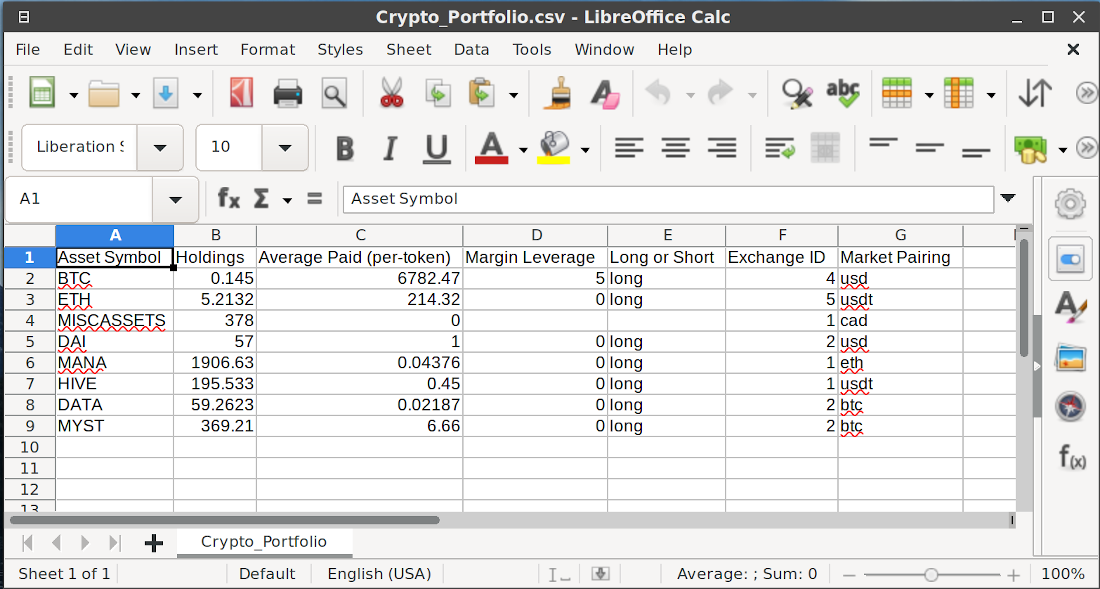 Crypto_Portfolio.csv - LibreOffice Calc
File Edit View Insert Format Styles Sheet Data Tools Window Help
abc
Liberation 10 B I U A
A1 fx Σ = Asset Symbol
A B C D E F G
1 Asset Symbol Holdings Average Paid (per-token) Margin Leverage Long or Short Exchange ID Market Pairing
2 BTC 0.145 6782.47 5 long 4 usd
3 ETH 5.2132 214.32 0 long 5 usdt
4 MISCASSETS 378 0 1 cad
5 DAI 57 1 0 long 2 usd
6 MANA 1906.63 0.04376 0 long 1 eth
7 HIVE 195.533 0.45 0 long 1 usdt
8 DATA 59.2623 0.02187 0 long 2 btc
9 MYST 369.21 6.66 0 long 2 btc
10
11
12
13
f(x)
Crypto_Portfolio
Sheet 1 of 1 Default English (USA) Average: ; Sum: 0 100%